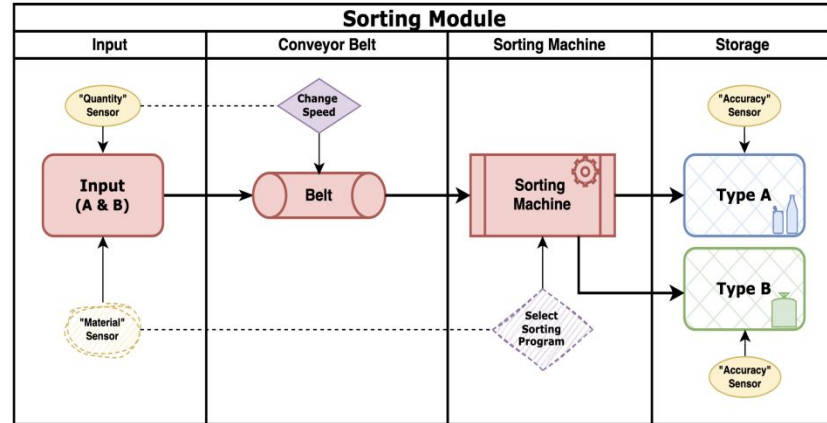 Sorting Module
Input
Conveyor Belt
Sorting Machine
Storage
"Quantity"
Sensor
Change
Speed
"Accuracy"
Sensor
Input
(A & B)
Belt
Sorting
Machine
Type A
Type B
"Material"
Sensor
Select
Sorting
Program
"Accuracy"
Sensor